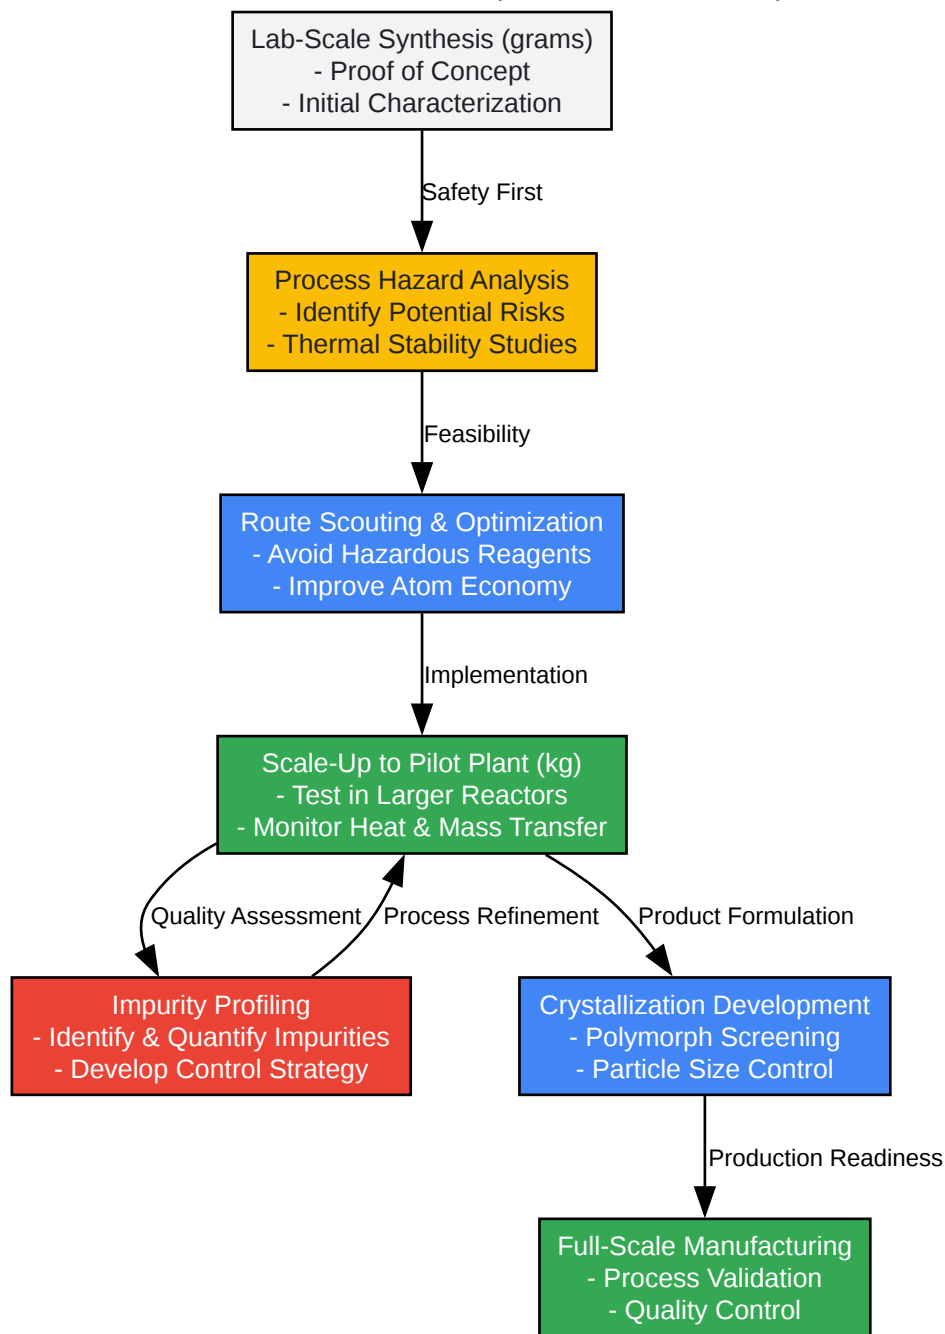 Lab-Scale Synthesis (grams)
- Proof of Concept
- Initial Characterization
Safety First
Process Hazard Analysis
- Identify Potential Risks
- Thermal Stability Studies
Feasibility
Route Scouting & Optimization
- Avoid Hazardous Reagents
- Improve Atom Economy
Implementation
Scale-Up to Pilot Plant (kg)
- Test in Larger Reactors
- Monitor Heat & Mass Transfer
Quality Assessment
Process Refinement
Product Formulation
Impurity Profiling
- Identify & Quantify Impurities
- Develop Control Strategy
Crystallization Development
- Polymorph Screening
- Particle Size Control
Production Readiness
Full-Scale Manufacturing
- Process Validation
- Quality Control